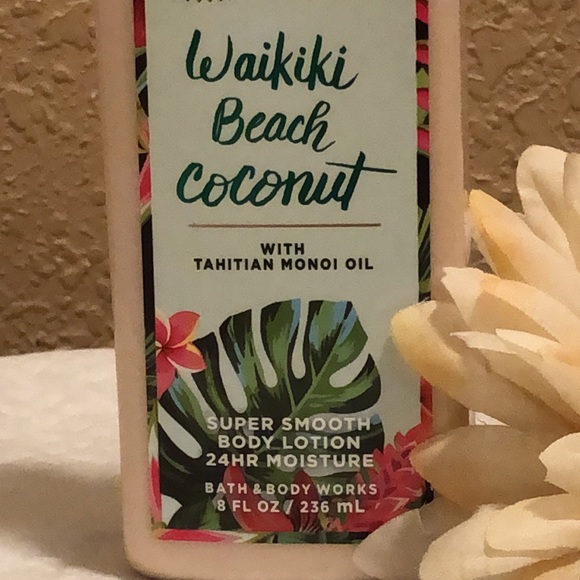 Waikiki
Beach
Coconut
WITH
TAHITIAN MONOI OIL
SUPER SMOOTH
BODY LOTION
24HR MOISTURE
BATH & BODY WORKS
8 FL OZ / 236 mL